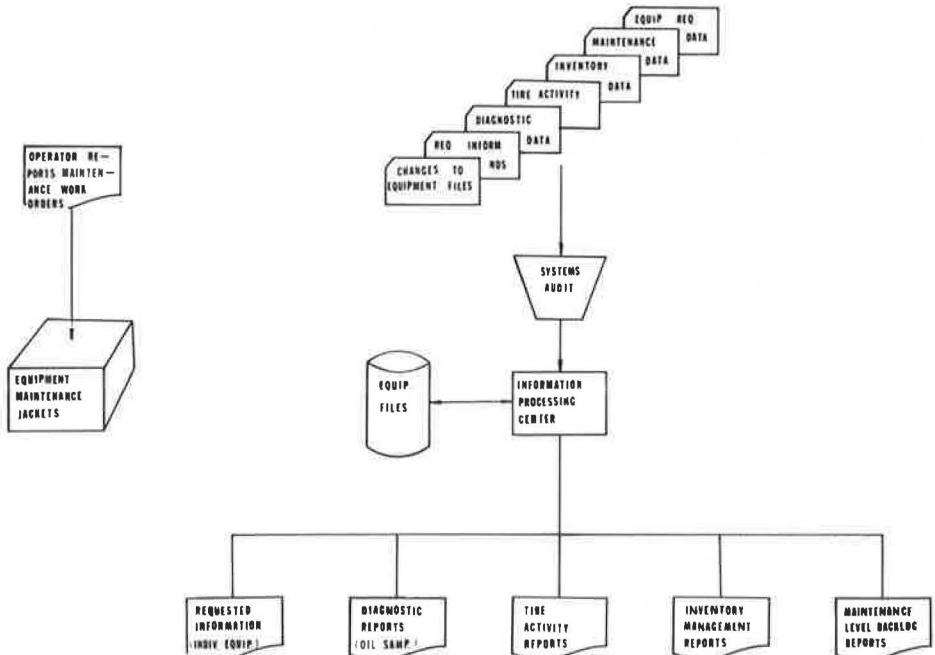 EQUIP REQ
DATA
MAINTENANCE
DATA
INVENTORY
DATA
TIRE ACTIVITY
DIAGNOSTIC
DATA
REQ INFORM
NDS
CHANGES TO
EQUIPMENT FILES
OPERATOR RE—
PORTS MAINTEN—
ANCE WORK
ORDERS
SYSTEMS
AUDIT
EQUIPMENT
MAINTENANCE
JACKETS
EQUIP
FILES
INFORMATION
PROCESSING
CENTER
REQUESTED
INFORMATION
(INDIV EQUIP)
DIAGNOSTIC
REPORTS
(OIL SAMP.)
TIRE
ACTIVITY
REPORTS
INVENTORY
MANAGEMENT
REPORTS
MAINTENANCE
LEVEL BACKLOG
REPORTS